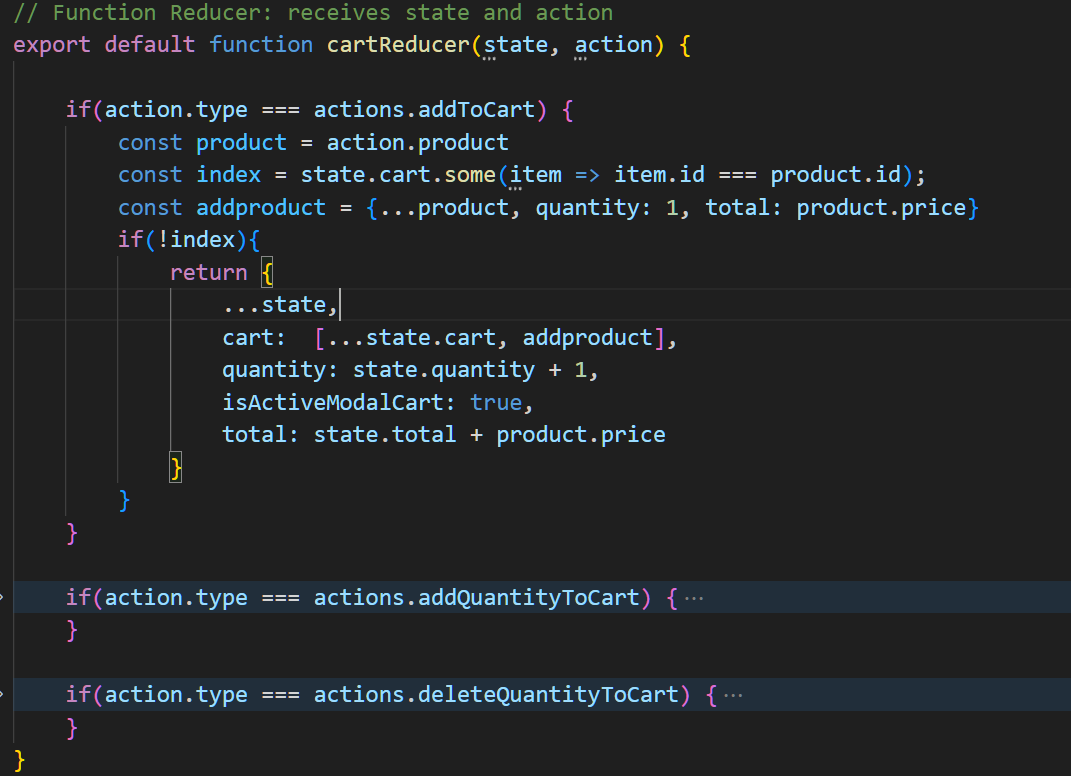 // Function Reducer: receives state and action
export default function cartReducer(state, action) {
    if(action.type === actions.addToCart) {
        const product = action.product
        const index = state.cart.some(item => item.id === product.id);
        const addproduct = {...product, quantity: 1, total: product.price}
        if(!index){
            return {
                ...state,
                cart:  [...state.cart, addproduct],
                quantity: state.quantity + 1,
                isActiveModalCart: true,
                total: state.total + product.price
            }
        }
    }
    if(action.type === actions.addQuantityToCart) {···
    }
    if(action.type === actions.deleteQuantityToCart) {···
    }
}